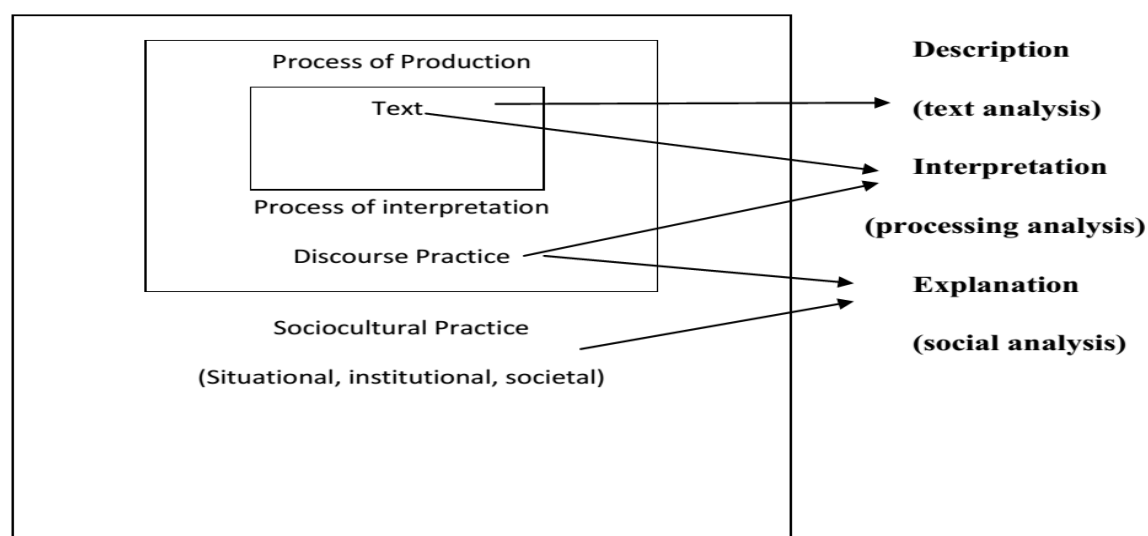 Process of Production
Text
Process of interpretation
Discourse Practice
Sociocultural Practice
(Situational, institutional, societal)
Description
(text analysis)
Interpretation
(processing analysis)
Explanation
(social analysis)